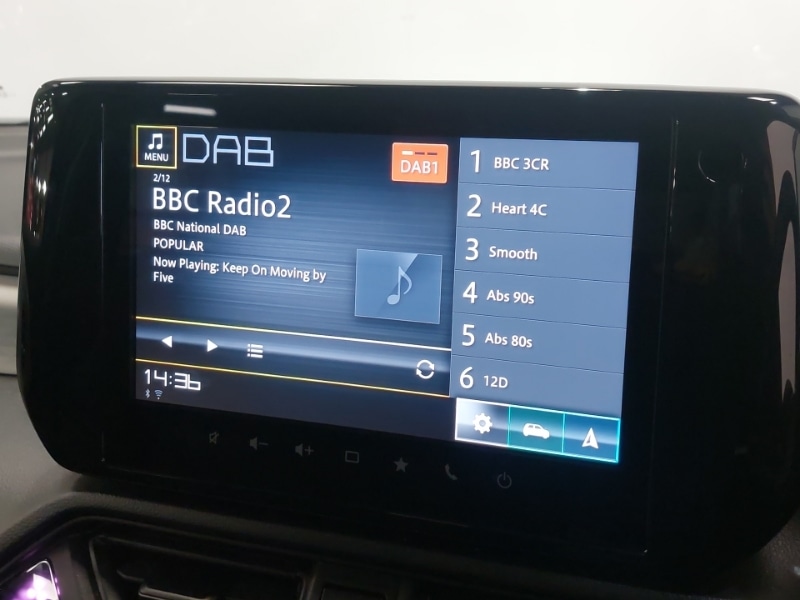 MENU
DAB
DAB1
2/12
BBC Radio2
BBC National DAB
POPULAR
Now Playing: Keep On Moving by
Five
14:36
1 BBC 3CR
2 Heart 4C
3 Smooth
4 Abs 90s
5 Abs 80s
6 12D